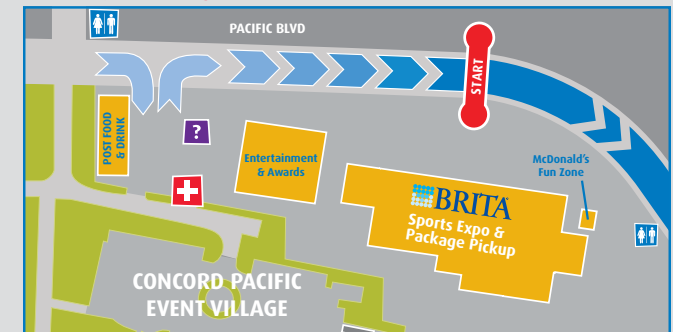 PACIFIC BLVD
START
POST FOOD
& DRINK
?
Entertainment
& Awards
McDonald's
Fun Zone
BRITA
Sports Expo &
Package Pickup
CONCORD PACIFIC
EVENT VILLAGE